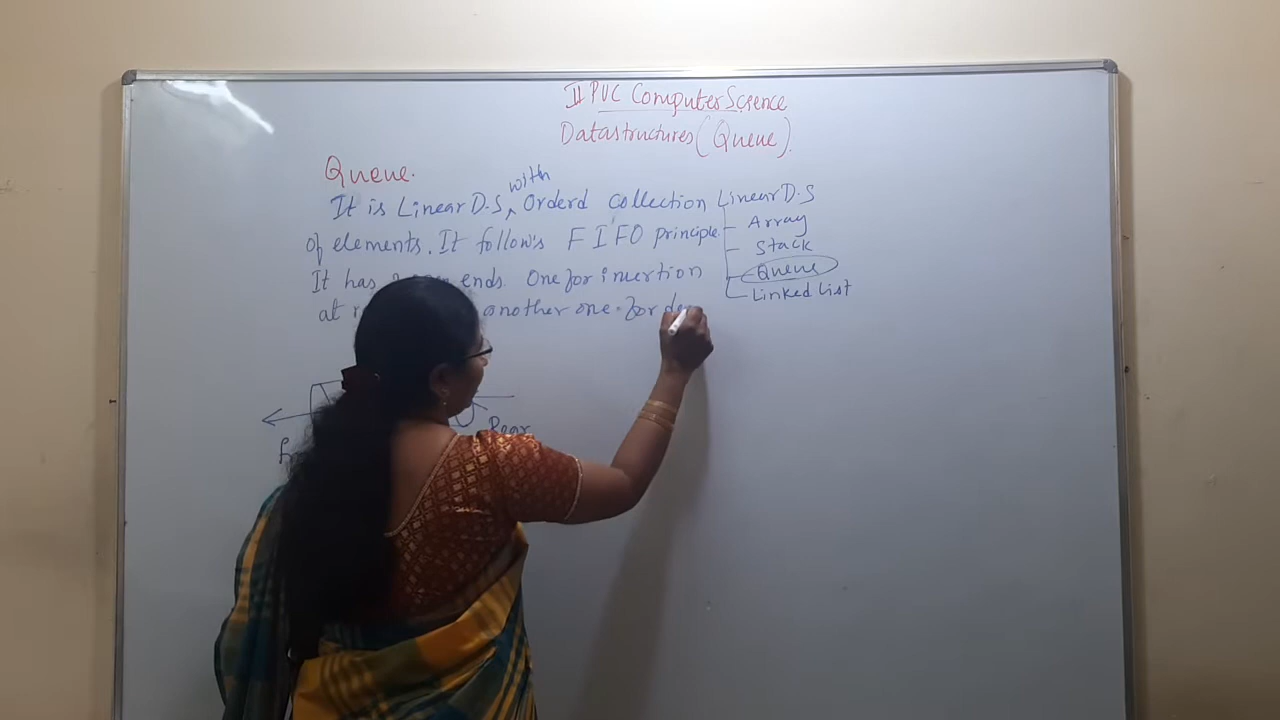 II PUC Computer Science
Datastructures (Queue).
Queue.
It is Linear D.S, with Orderd collection
of elements. It follow's FIFO principle.
It has ends. One for insertion
at another one for de
Linear D.S
Array
Stack
Queue
Linked List
Rear